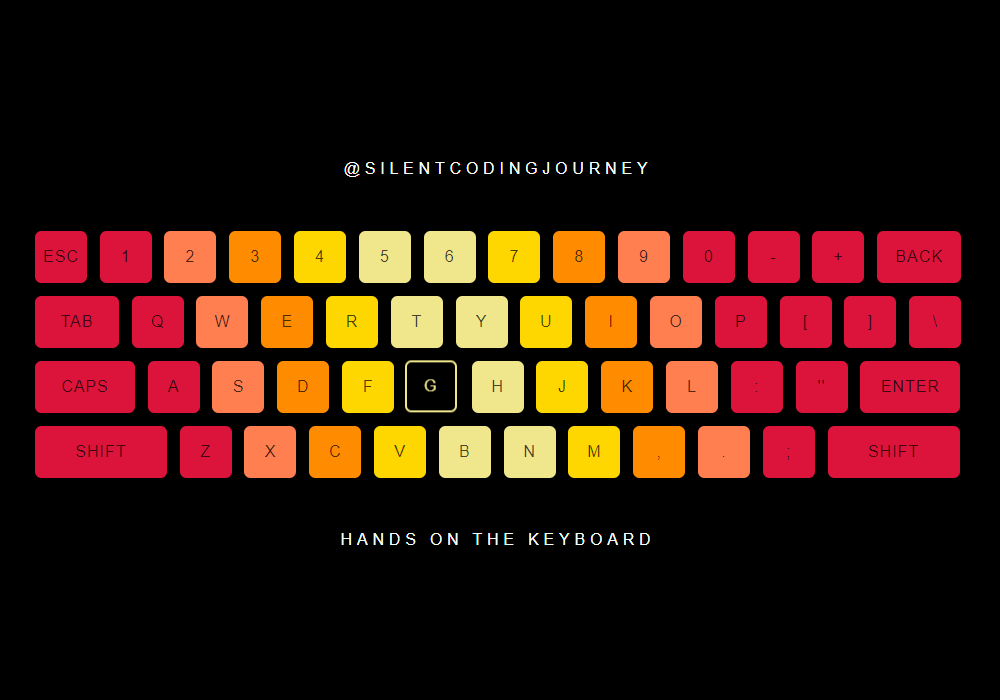 @SILENTCODINGJOURNEY
ESC 1 2 3 4 5 6 7 8 9 0 - + BACK
TAB Q W E R T Y U I O P [ ] \
CAPS A S D F G H J K L : " ENTER
SHIFT Z X C V B N M , . ; SHIFT
HANDS ON THE KEYBOARD